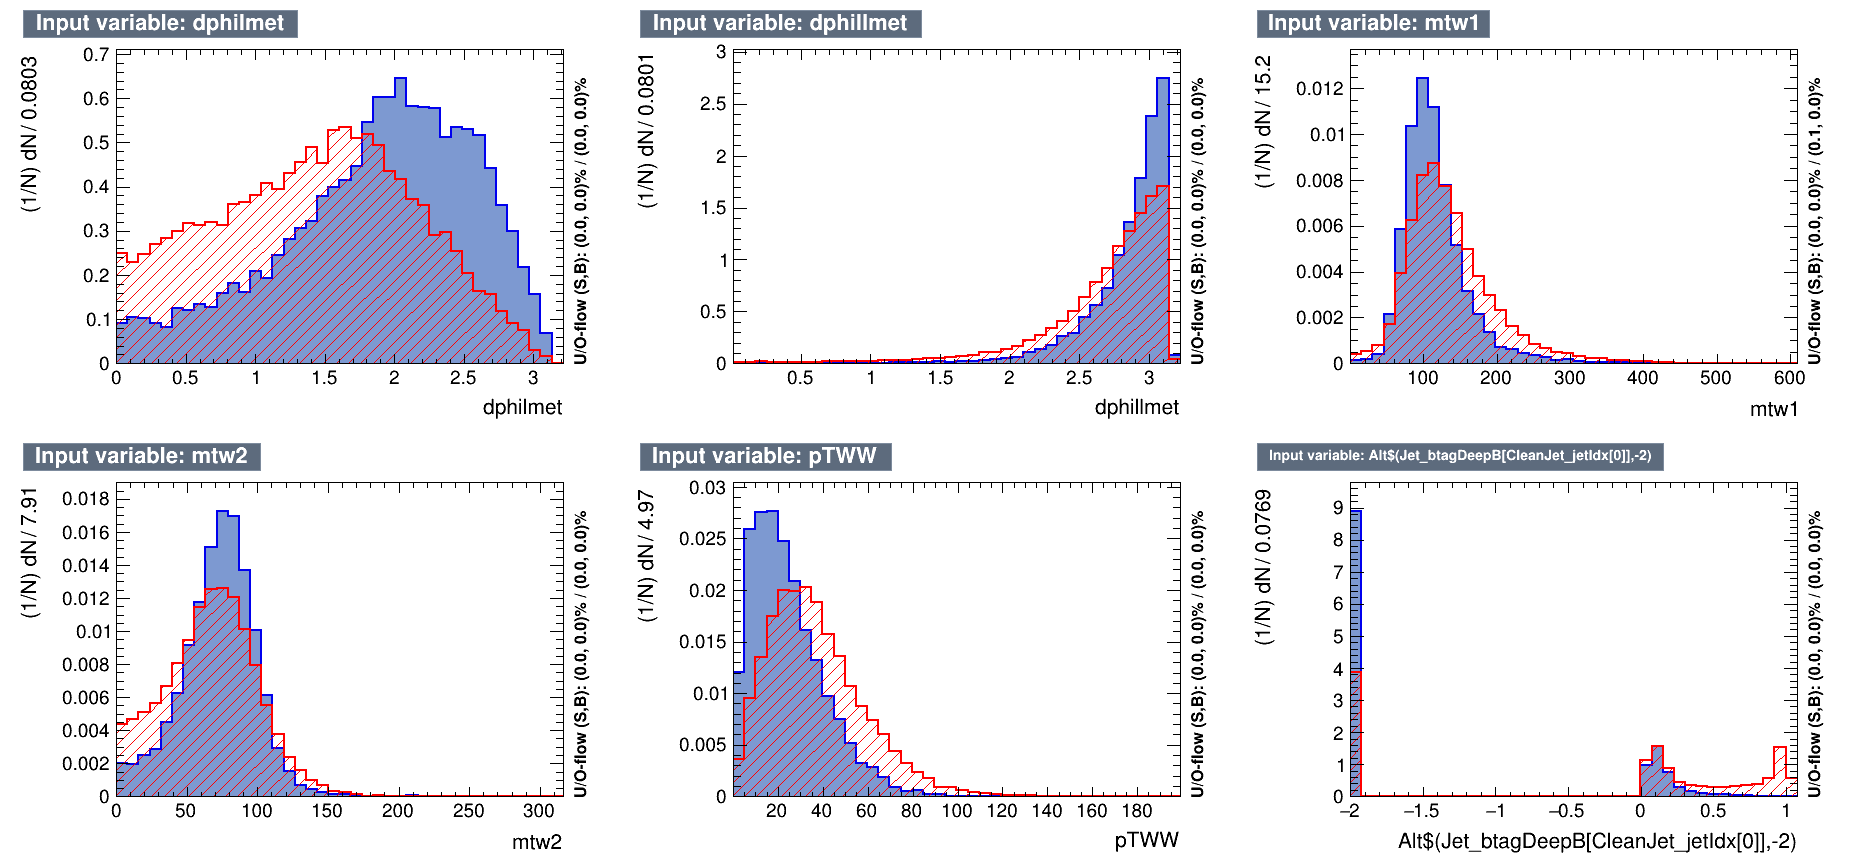 Input variable: dphilmet
(1/N) dN / 0.0803
0.7
0.6
0.5
0.4
0.3
0.2
0.1
0
0 0.5 1 1.5 2 2.5 3
dphilmet
U/O-flow (S,B): (0.0, 0.0)% / (0.0, 0.0)%
Input variable: dphillmet
(1/N) dN / 0.0801
3
2.5
2
1.5
1
0.5
0
0.5 1 1.5 2 2.5 3
dphillmet
U/O-flow (S,B): (0.0, 0.0)% / (0.0, 0.0)%
Input variable: mtw1
(1/N) dN / 15.2
0.012
0.01
0.008
0.006
0.004
0.002
0
100 200 300 400 500 600
mtw1
U/O-flow (S,B): (0.0, 0.0)% / (0.1, 0.0)%
Input variable: mtw2
(1/N) dN / 7.91
0.018
0.016
0.014
0.012
0.01
0.008
0.006
0.004
0.002
0
0 50 100 150 200 250 300
mtw2
U/O-flow (S,B): (0.0, 0.0)% / (0.0, 0.0)%
Input variable: pTWW
(1/N) dN / 4.97
0.03
0.025
0.02
0.015
0.01
0.005
0
20 40 60 80 100 120 140 160 180
pTWW
U/O-flow (S,B): (0.0, 0.0)% / (0.0, 0.0)%
Input variable: Alt$(Jet_btagDeepB[CleanJet_jetIdx[0]],-2)
(1/N) dN / 0.0769
9
8
7
6
5
4
3
2
1
0
−2 −1.5 −1 −0.5 0 0.5 1
Alt$(Jet_btagDeepB[CleanJet_jetIdx[0]],-2)
U/O-flow (S,B): (0.0, 0.0)% / (0.0, 0.0)%